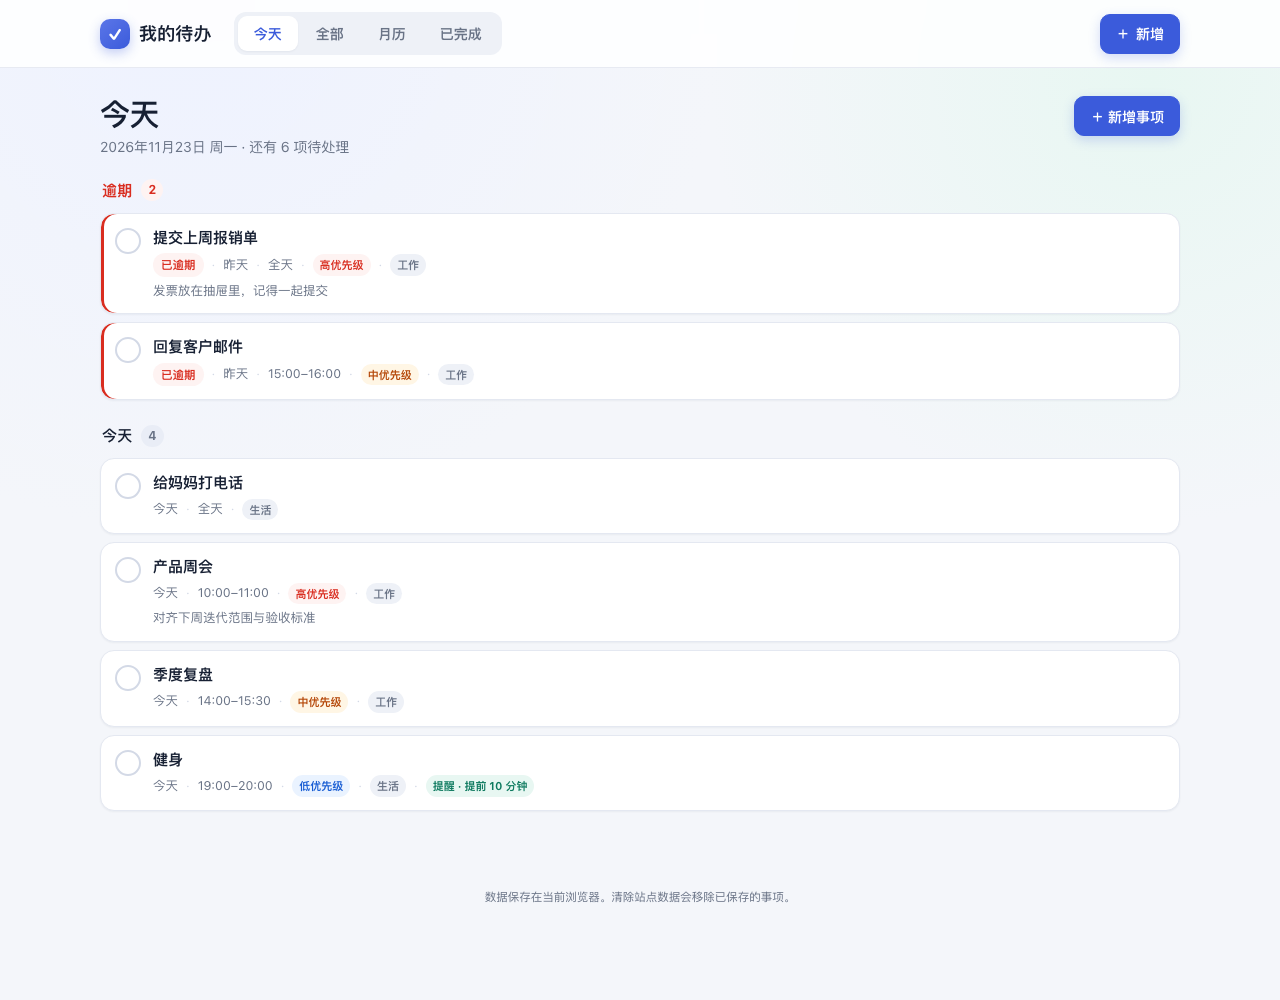 我的待办 今天 全部 月历 已完成 + 新增
今天 + 新增事项
2026年11月23日 周一 · 还有 6 项待处理
逾期 2
提交上周报销单
已逾期 · 昨天 · 全天 · 高优先级 · 工作
发票放在抽屉里，记得一起提交
回复客户邮件
已逾期 · 昨天 · 15:00–16:00 · 中优先级 · 工作
今天 4
给妈妈打电话
今天 · 全天 · 生活
产品周会
今天 · 10:00–11:00 · 高优先级 · 工作
对齐下周迭代范围与验收标准
季度复盘
今天 · 14:00–15:30 · 中优先级 · 工作
健身
今天 · 19:00–20:00 · 低优先级 · 生活 · 提醒 · 提前 10 分钟
数据保存在当前浏览器。清除站点数据会移除已保存的事项。